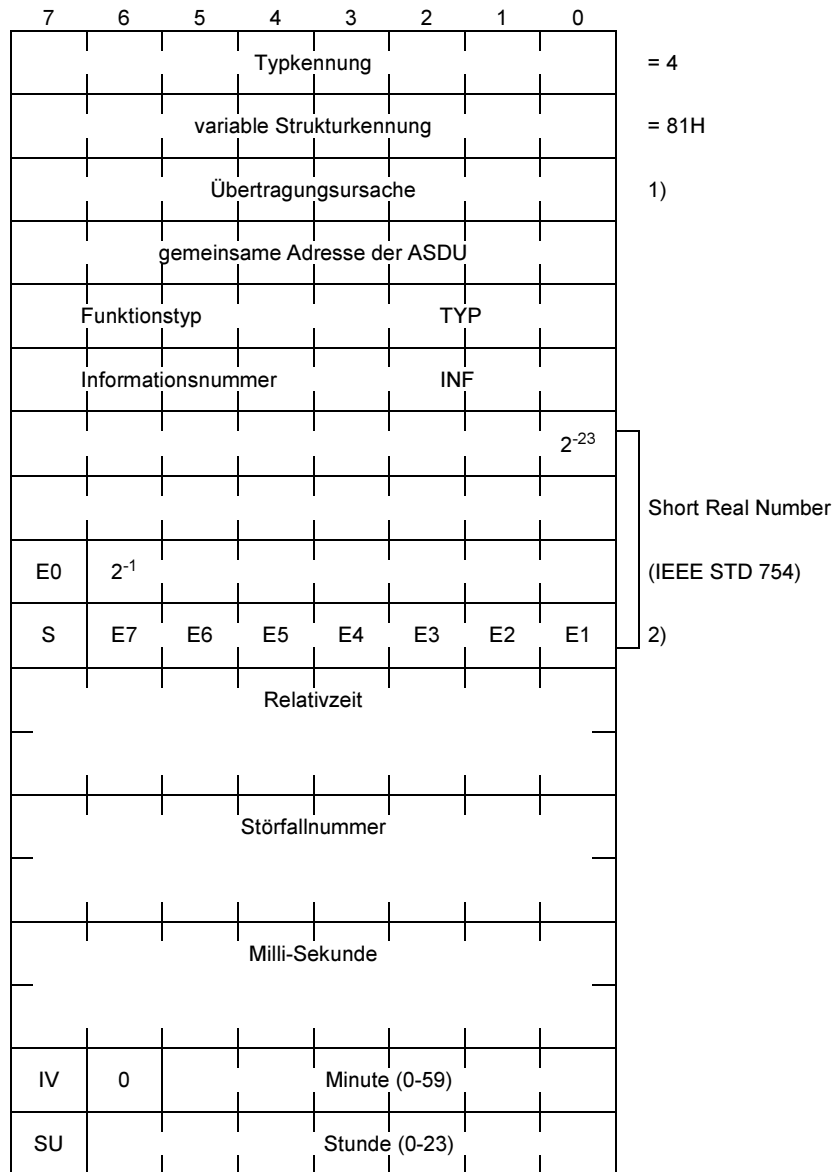 7 6 5 4 3 2 1 0
Typkennung = 4
variable Strukturkennung = 81H
Übertragungsursache 1)
gemeinsame Adresse der ASDU
Funktionstyp TYP
Informationsnummer INF
2-23
Short Real Number
E0 2-1 (IEEE STD 754)
S E7 E6 E5 E4 E3 E2 E1 2)
Relativzeit
Störfallnummer
Milli-Sekunde
IV 0 Minute (0-59)
SU Stunde (0-23)